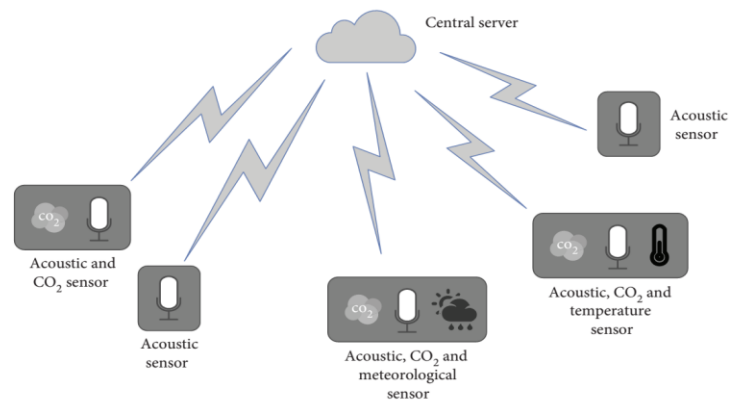 Central server
Acoustic
sensor
CO₂
Acoustic and
CO₂ sensor
CO₂
Acoustic, CO₂ and
temperature
sensor
Acoustic
sensor
CO₂
Acoustic, CO₂ and
meteorological
sensor